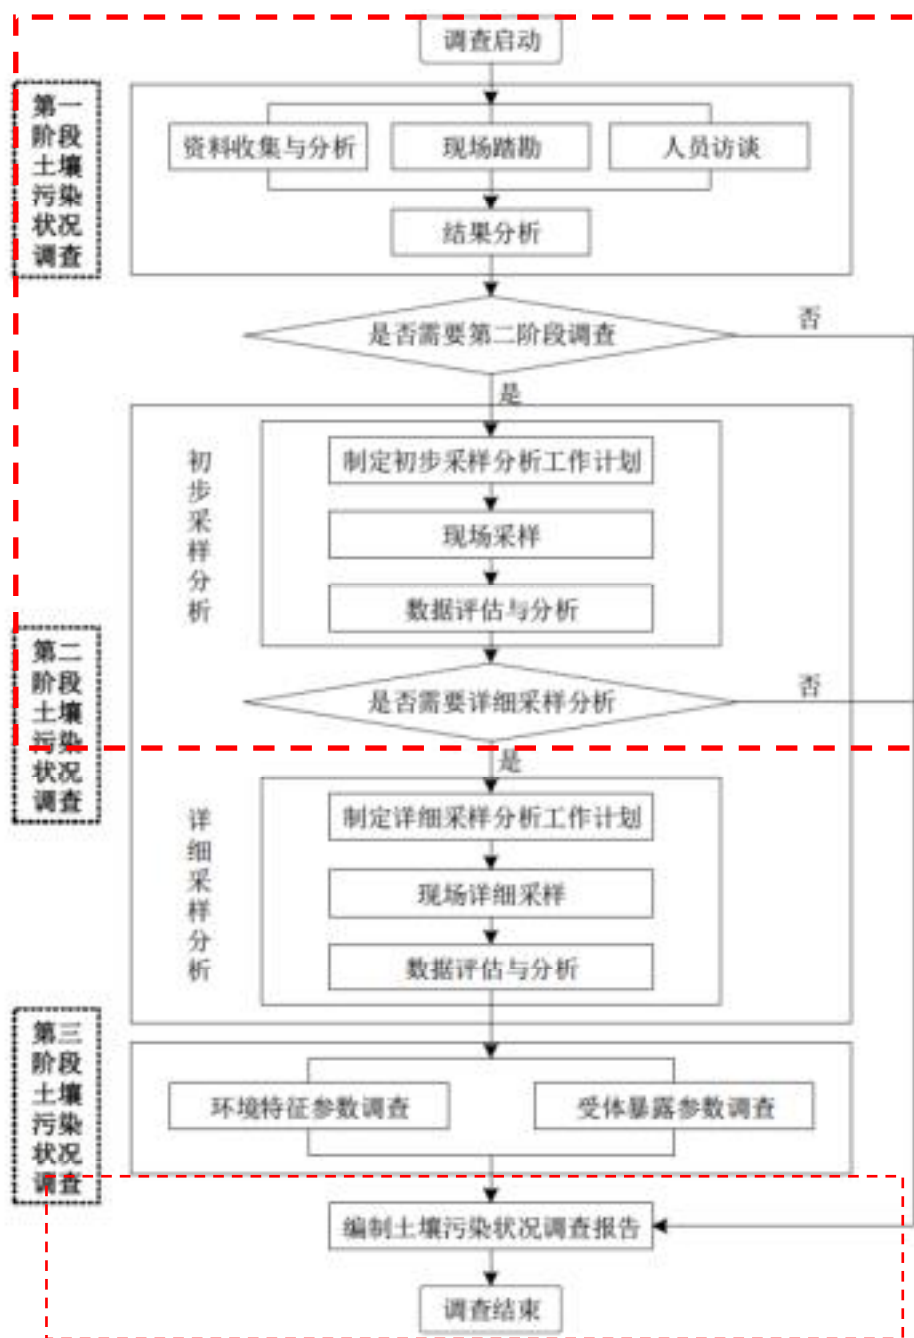 调查启动
第一
阶段
土壤
污染
状况
调查
资料收集与分析
现场踏勘
人员访谈
结果分析
是否需要第二阶段调查
否
是
初步采样分析
制定初步采样分析工作计划
现场采样
数据评估与分析
第二
阶段
土壤
污染
状况
调查
是否需要详细采样分析
否
是
详细采样分析
制定详细采样分析工作计划
现场详细采样
数据评估与分析
第三
阶段
土壤
污染
状况
调查
环境特征参数调查
受体暴露参数调查
编制土壤污染状况调查报告
调查结束